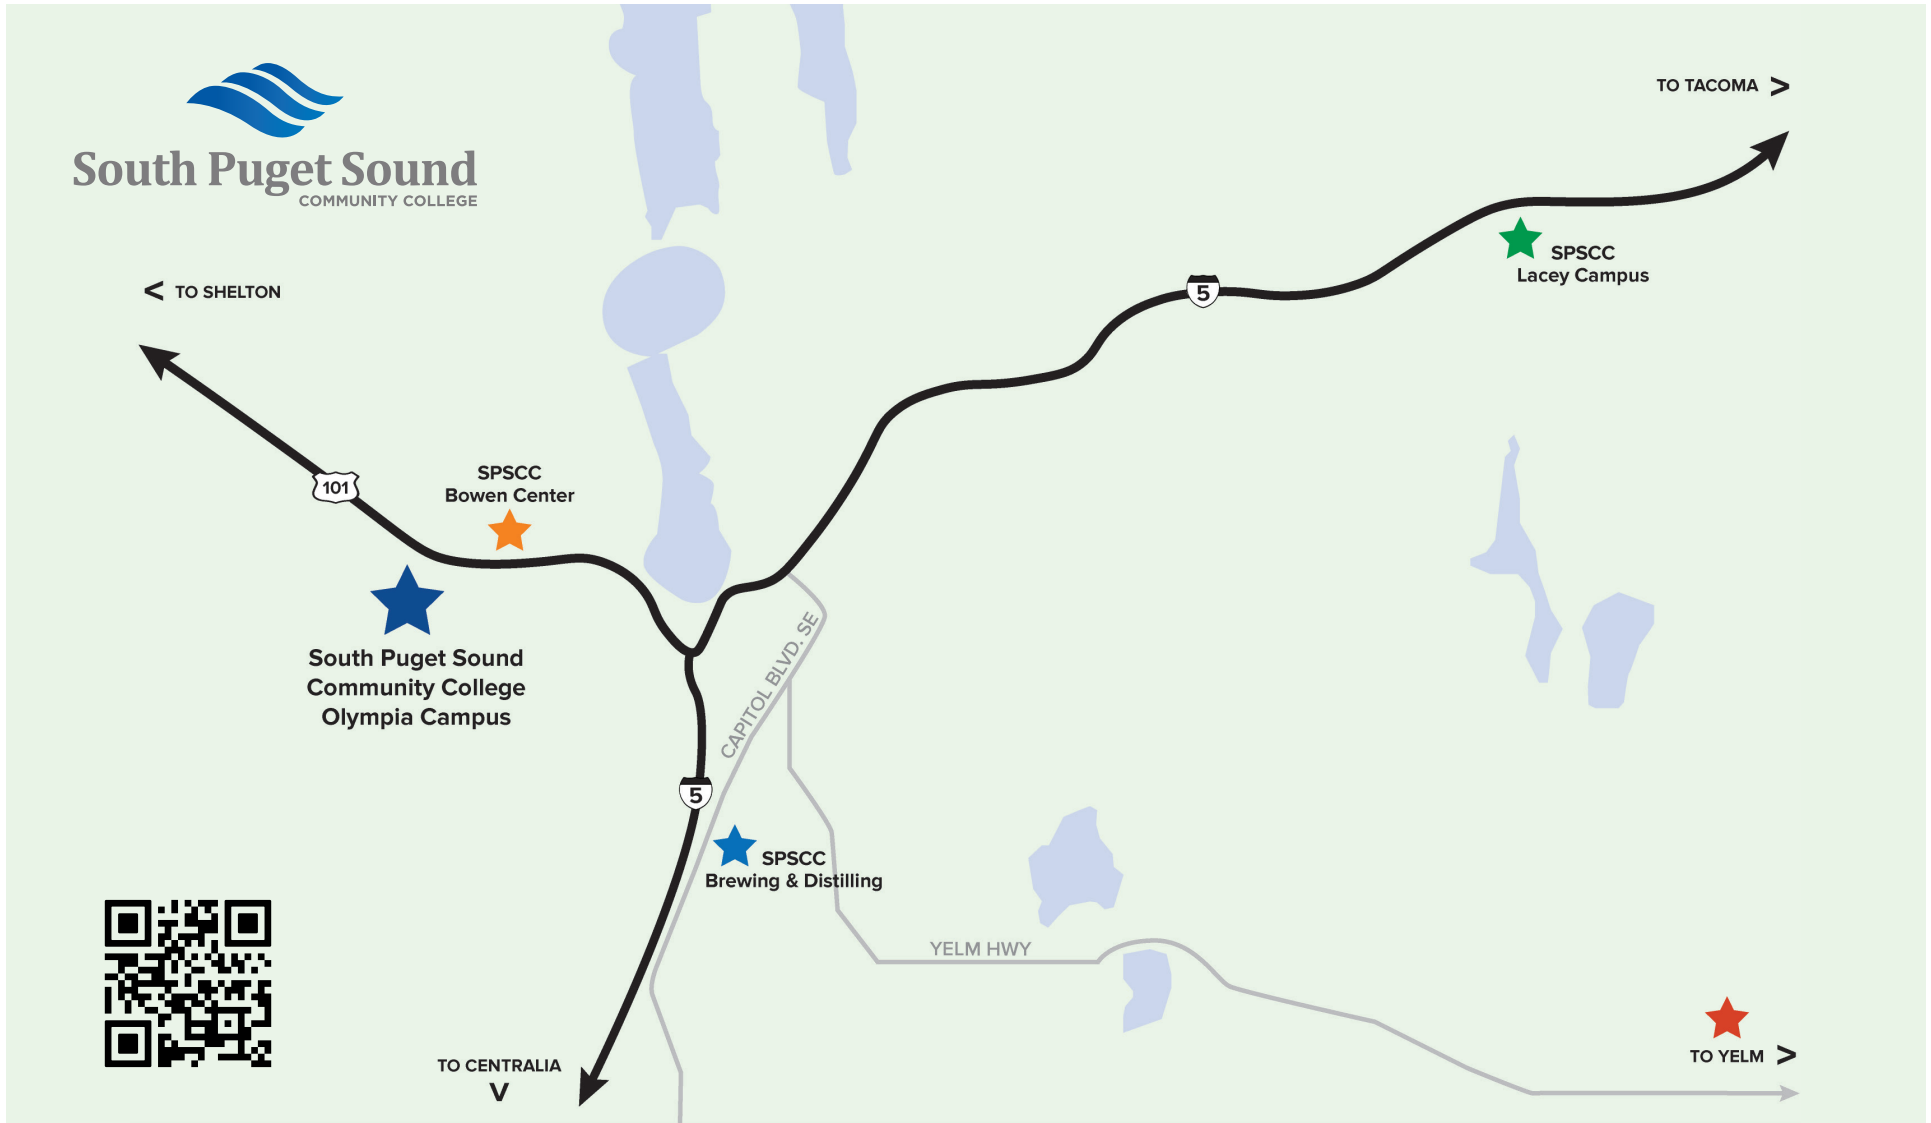 South Puget Sound
COMMUNITY COLLEGE
TO TACOMA >
< TO SHELTON
SPSCC
Lacey Campus
5
101
SPSCC
Bowen Center
South Puget Sound
Community College
Olympia Campus
CAPITOL BLVD. SE
5
SPSCC
Brewing & Distilling
YELM HWY
TO YELM >
TO CENTRALIA
V